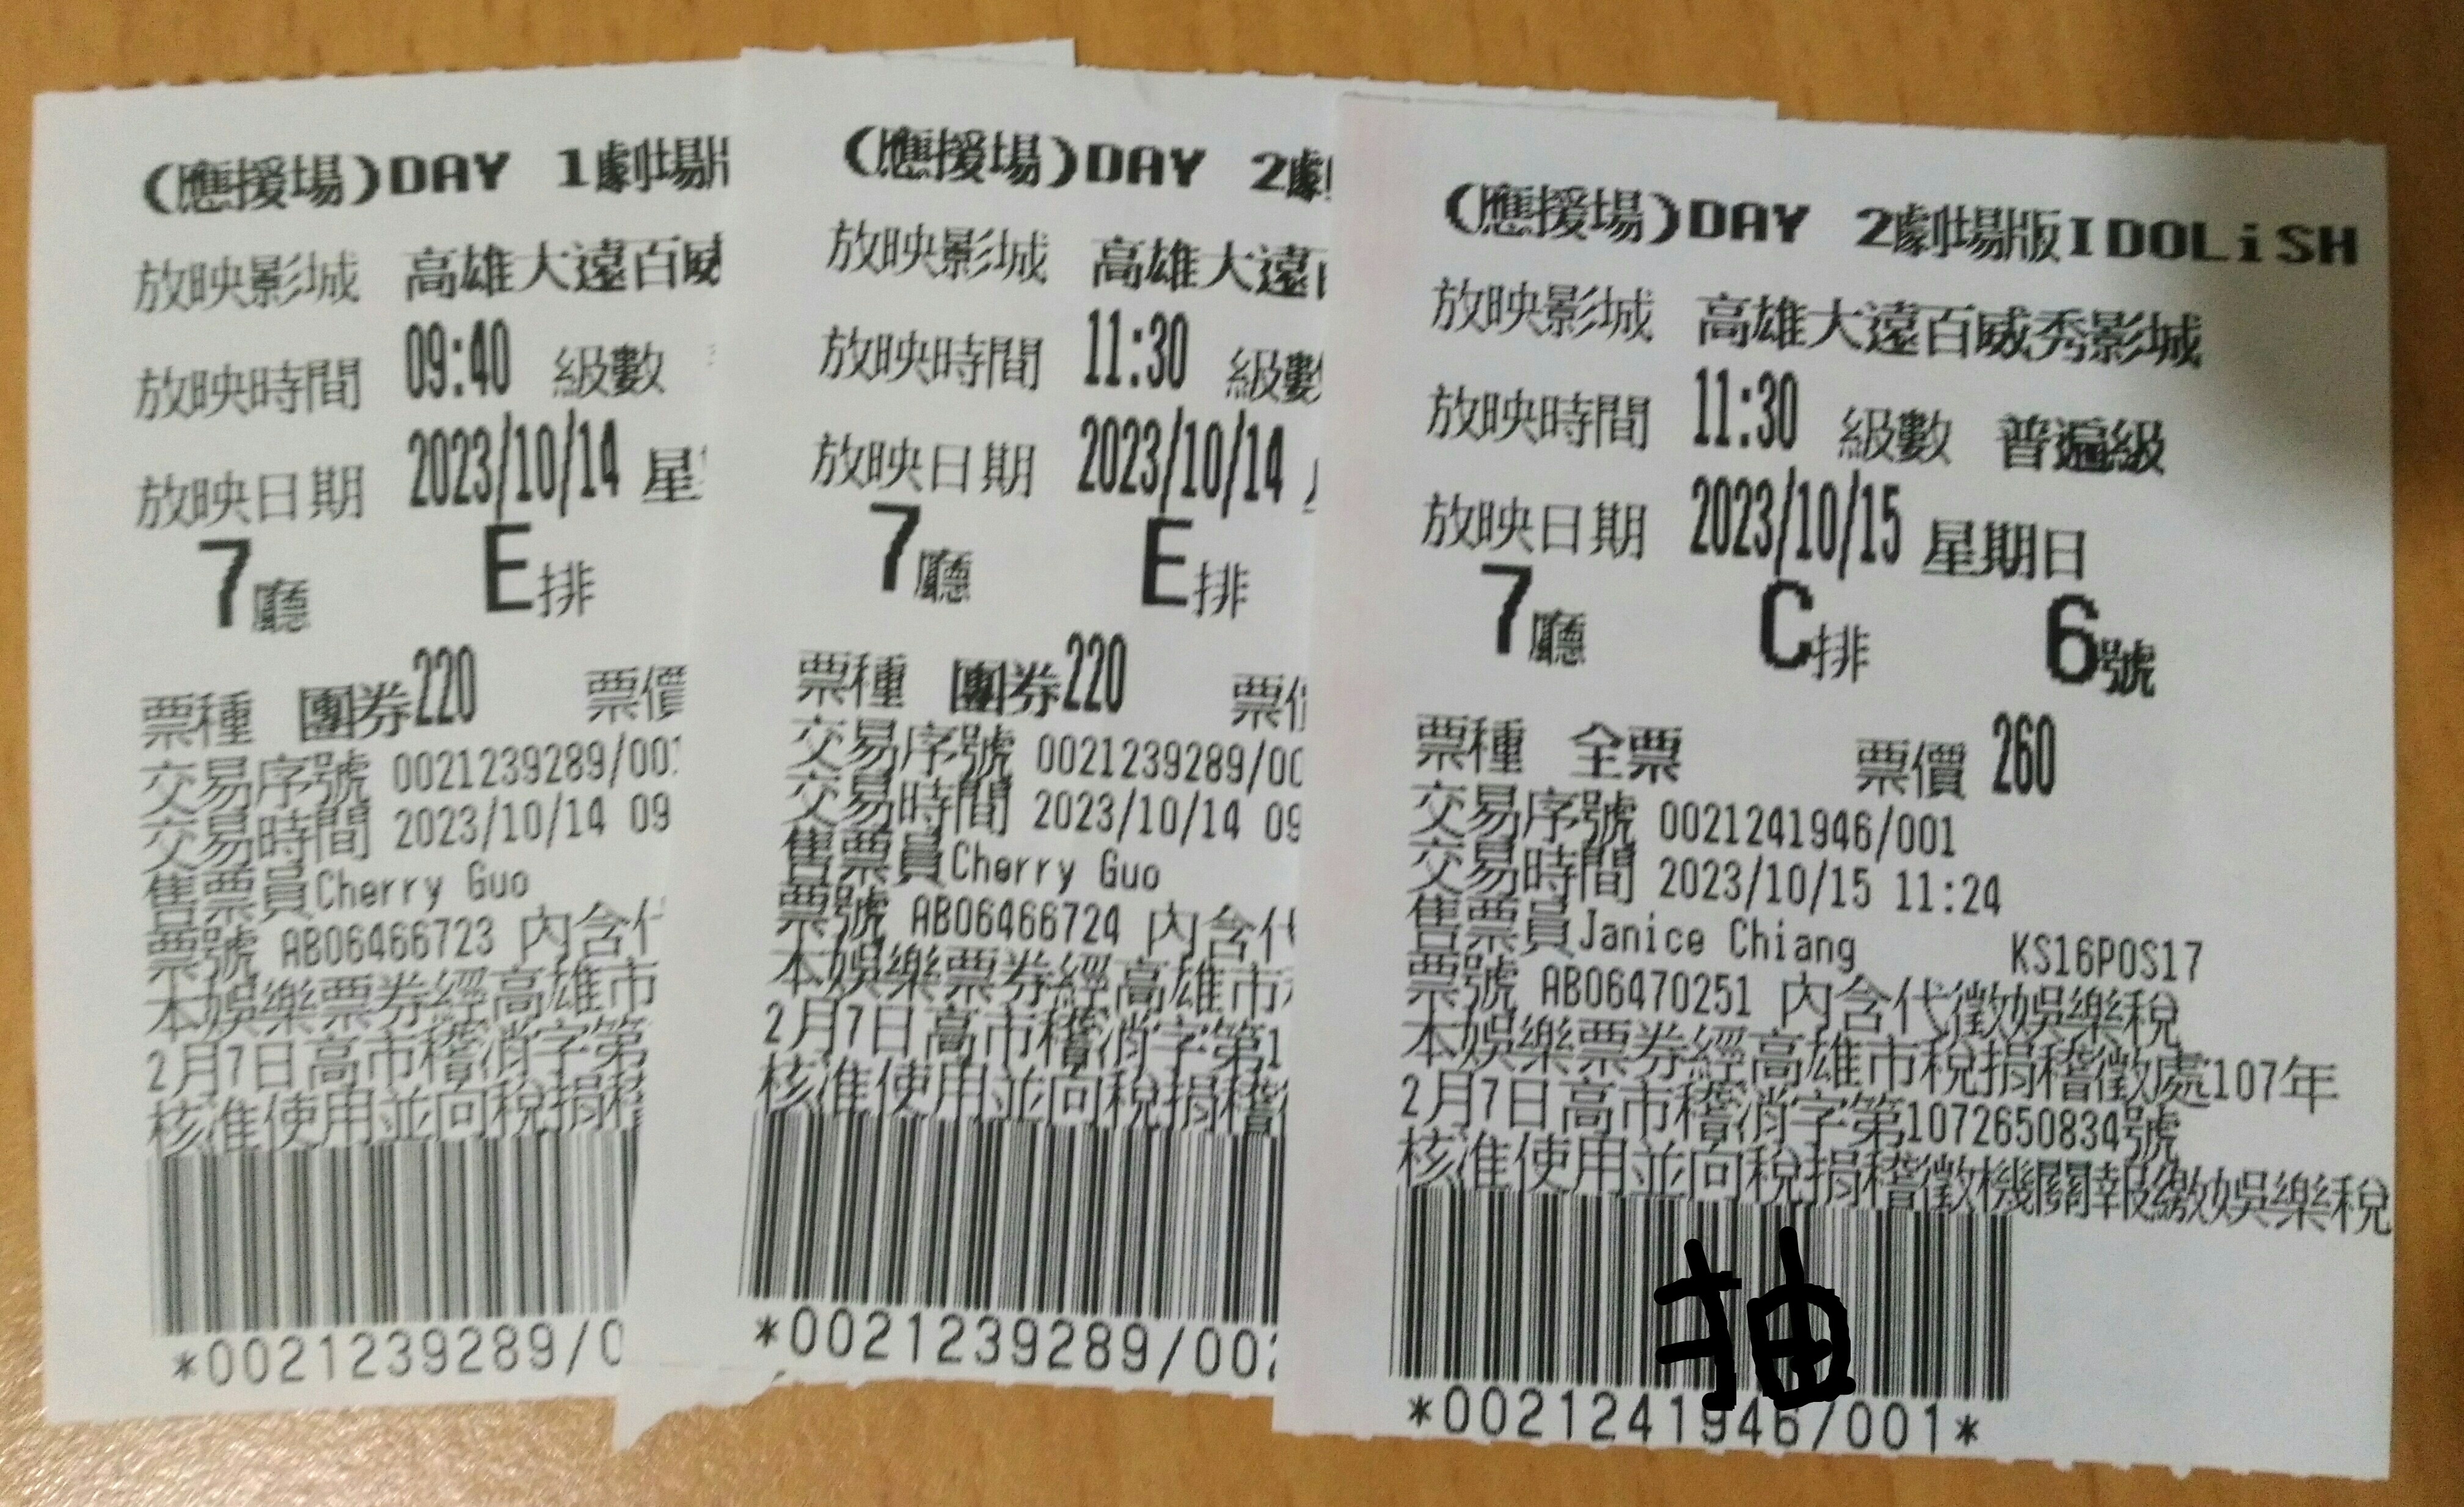 (應援場)DAY 1劇場版
放映影城 高雄大遠百威
放映時間 09:40 級數
放映日期 2023/10/14 星
7廳 E排
票種 團券220 票價
交易序號 0021239289/001
交易時間 2023/10/14 09
售票員Cherry Guo
票號 AB06466723 內含代
本娛樂票券經高雄市
2月7日高市稽消字第
核准使用並向稅捐稽
*0021239289/0
(應援場)DAY 2劇
放映影城 高雄大遠百
放映時間 11:30 級數
放映日期 2023/10/14
7廳 E排
票種 團券220 票價
交易序號 0021239289/00
交易時間 2023/10/14 09
售票員Cherry Guo
票號 AB06466724 內含代
本娛樂票券經高雄市
2月7日高市稽消字第1
核准使用並向稅捐稽
*0021239289/002
(應援場)DAY 2劇場版IDOLiSH
放映影城 高雄大遠百威秀影城
放映時間 11:30 級數 普遍級
放映日期 2023/10/15 星期日
7廳 C排 6號
票種 全票 票價 260
交易序號 0021241946/001
交易時間 2023/10/15 11:24
售票員Janice Chiang KS16POS17
票號 AB06470251 內含代徵娛樂稅
本娛樂票券經高雄市稅捐稽徵處107年
2月7日高市稽消字第1072650834號
核准使用並向稅捐稽徵機關報繳娛樂稅
抽
*0021241946/001*